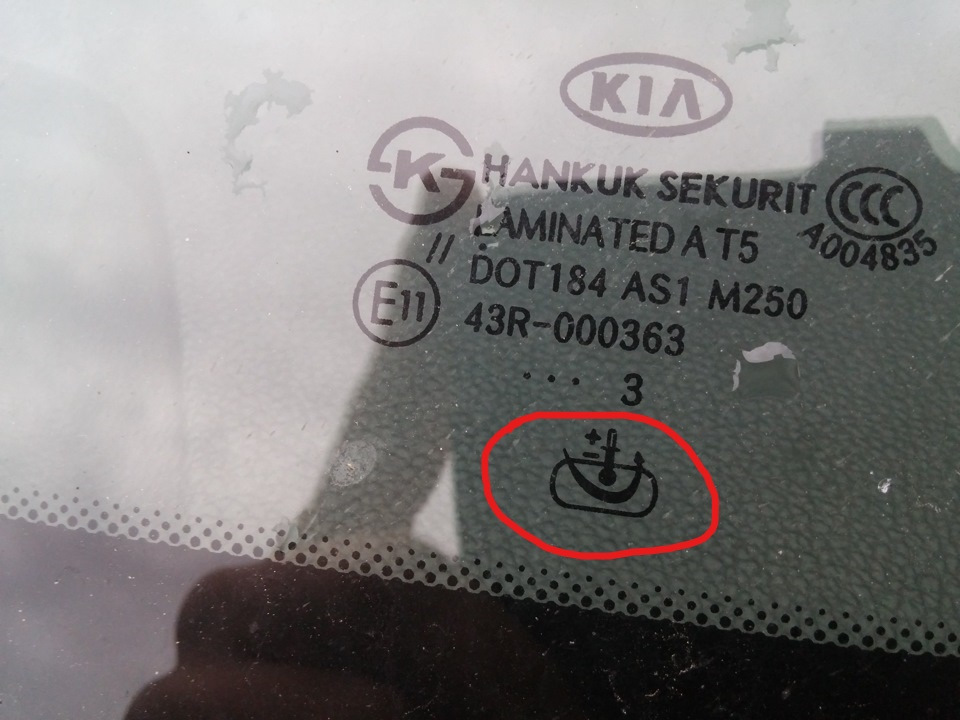 KIA
K HANKUK SEKURIT CCC
LAMINATED A T5 A004835
//
DOT184 AS1 M250
E11 43R-000363
... 3
+
-